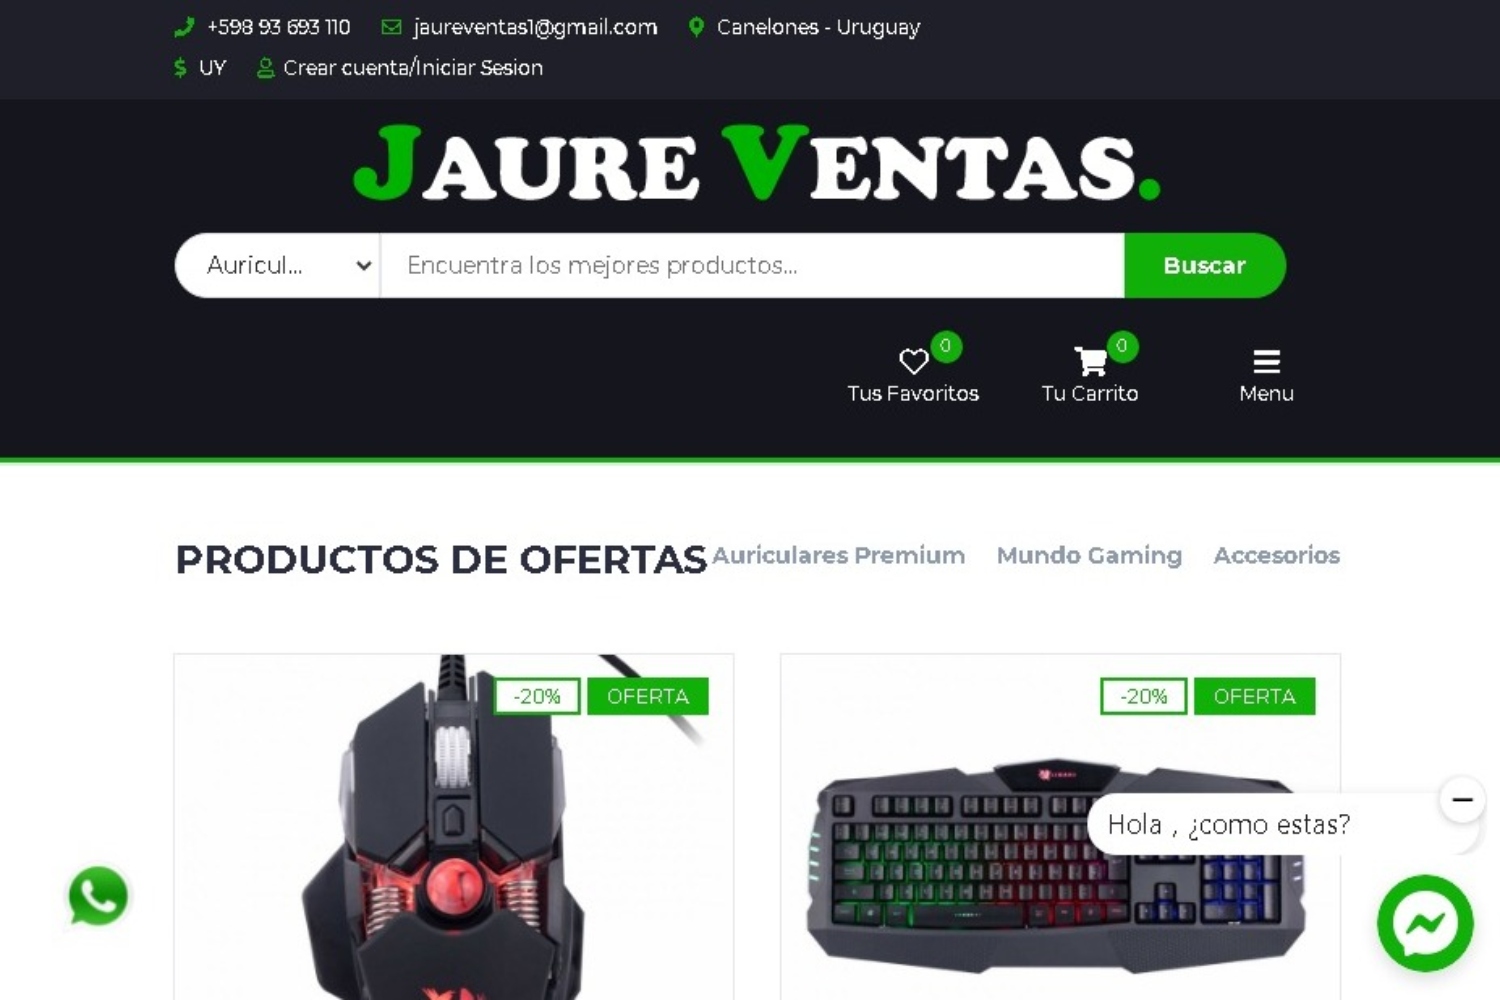 +598 93 693 110 jaureventas1@gmail.com Canelones - Uruguay
$ UY Crear cuenta/Iniciar Sesion
JAURE VENTAS.
Auricul... Encuentra los mejores productos... Buscar
0 0
Tus Favoritos Tu Carrito Menu
PRODUCTOS DE OFERTAS Auriculares Premium Mundo Gaming Accesorios
-20% OFERTA -20% OFERTA
Hola , ¿como estas?